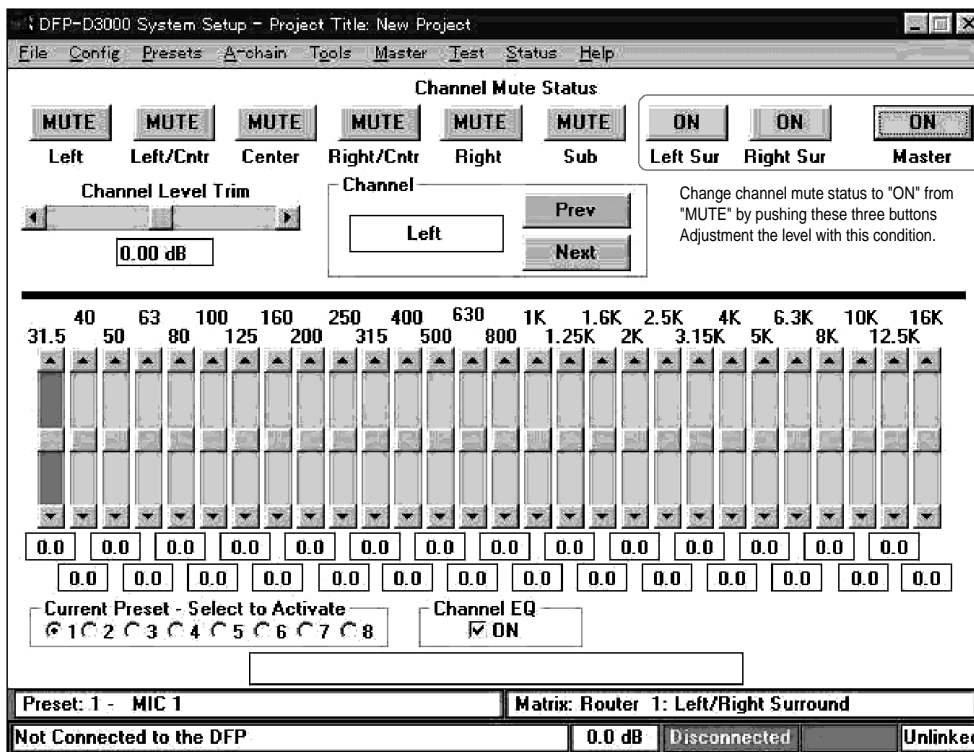 DFP-D3000 System Setup - Project Title: New Project
File Config Presets A-chain Tools Master Test Status Help
Channel Mute Status
MUTE MUTE MUTE MUTE MUTE MUTE ON ON ON
Left Left/Cntr Center Right/Cntr Right Sub Left Sur Right Sur Master
Channel Level Trim
0.00 dB
Channel
Left
Prev
Next
Change channel mute status to "ON" from
"MUTE" by pushing these three buttons
Adjustment the level with this condition.
40 63 100 160 250 400 630 1K 1.6K 2.5K 4K 6.3K 10K 16K
31.5 50 80 125 200 315 500 800 1.25K 2K 3.15K 5K 8K 12.5K
0.0 0.0 0.0 0.0 0.0 0.0 0.0 0.0 0.0 0.0 0.0 0.0 0.0 0.0
0.0 0.0 0.0 0.0 0.0 0.0 0.0 0.0 0.0 0.0 0.0 0.0 0.0 0.0
Current Preset - Select to Activate
1 2 3 4 5 6 7 8
Channel EQ
ON
Preset: 1 - MIC 1
Matrix: Router 1: Left/Right Surround
Not Connected to the DFP
0.0 dB
Disconnected
Unlinked